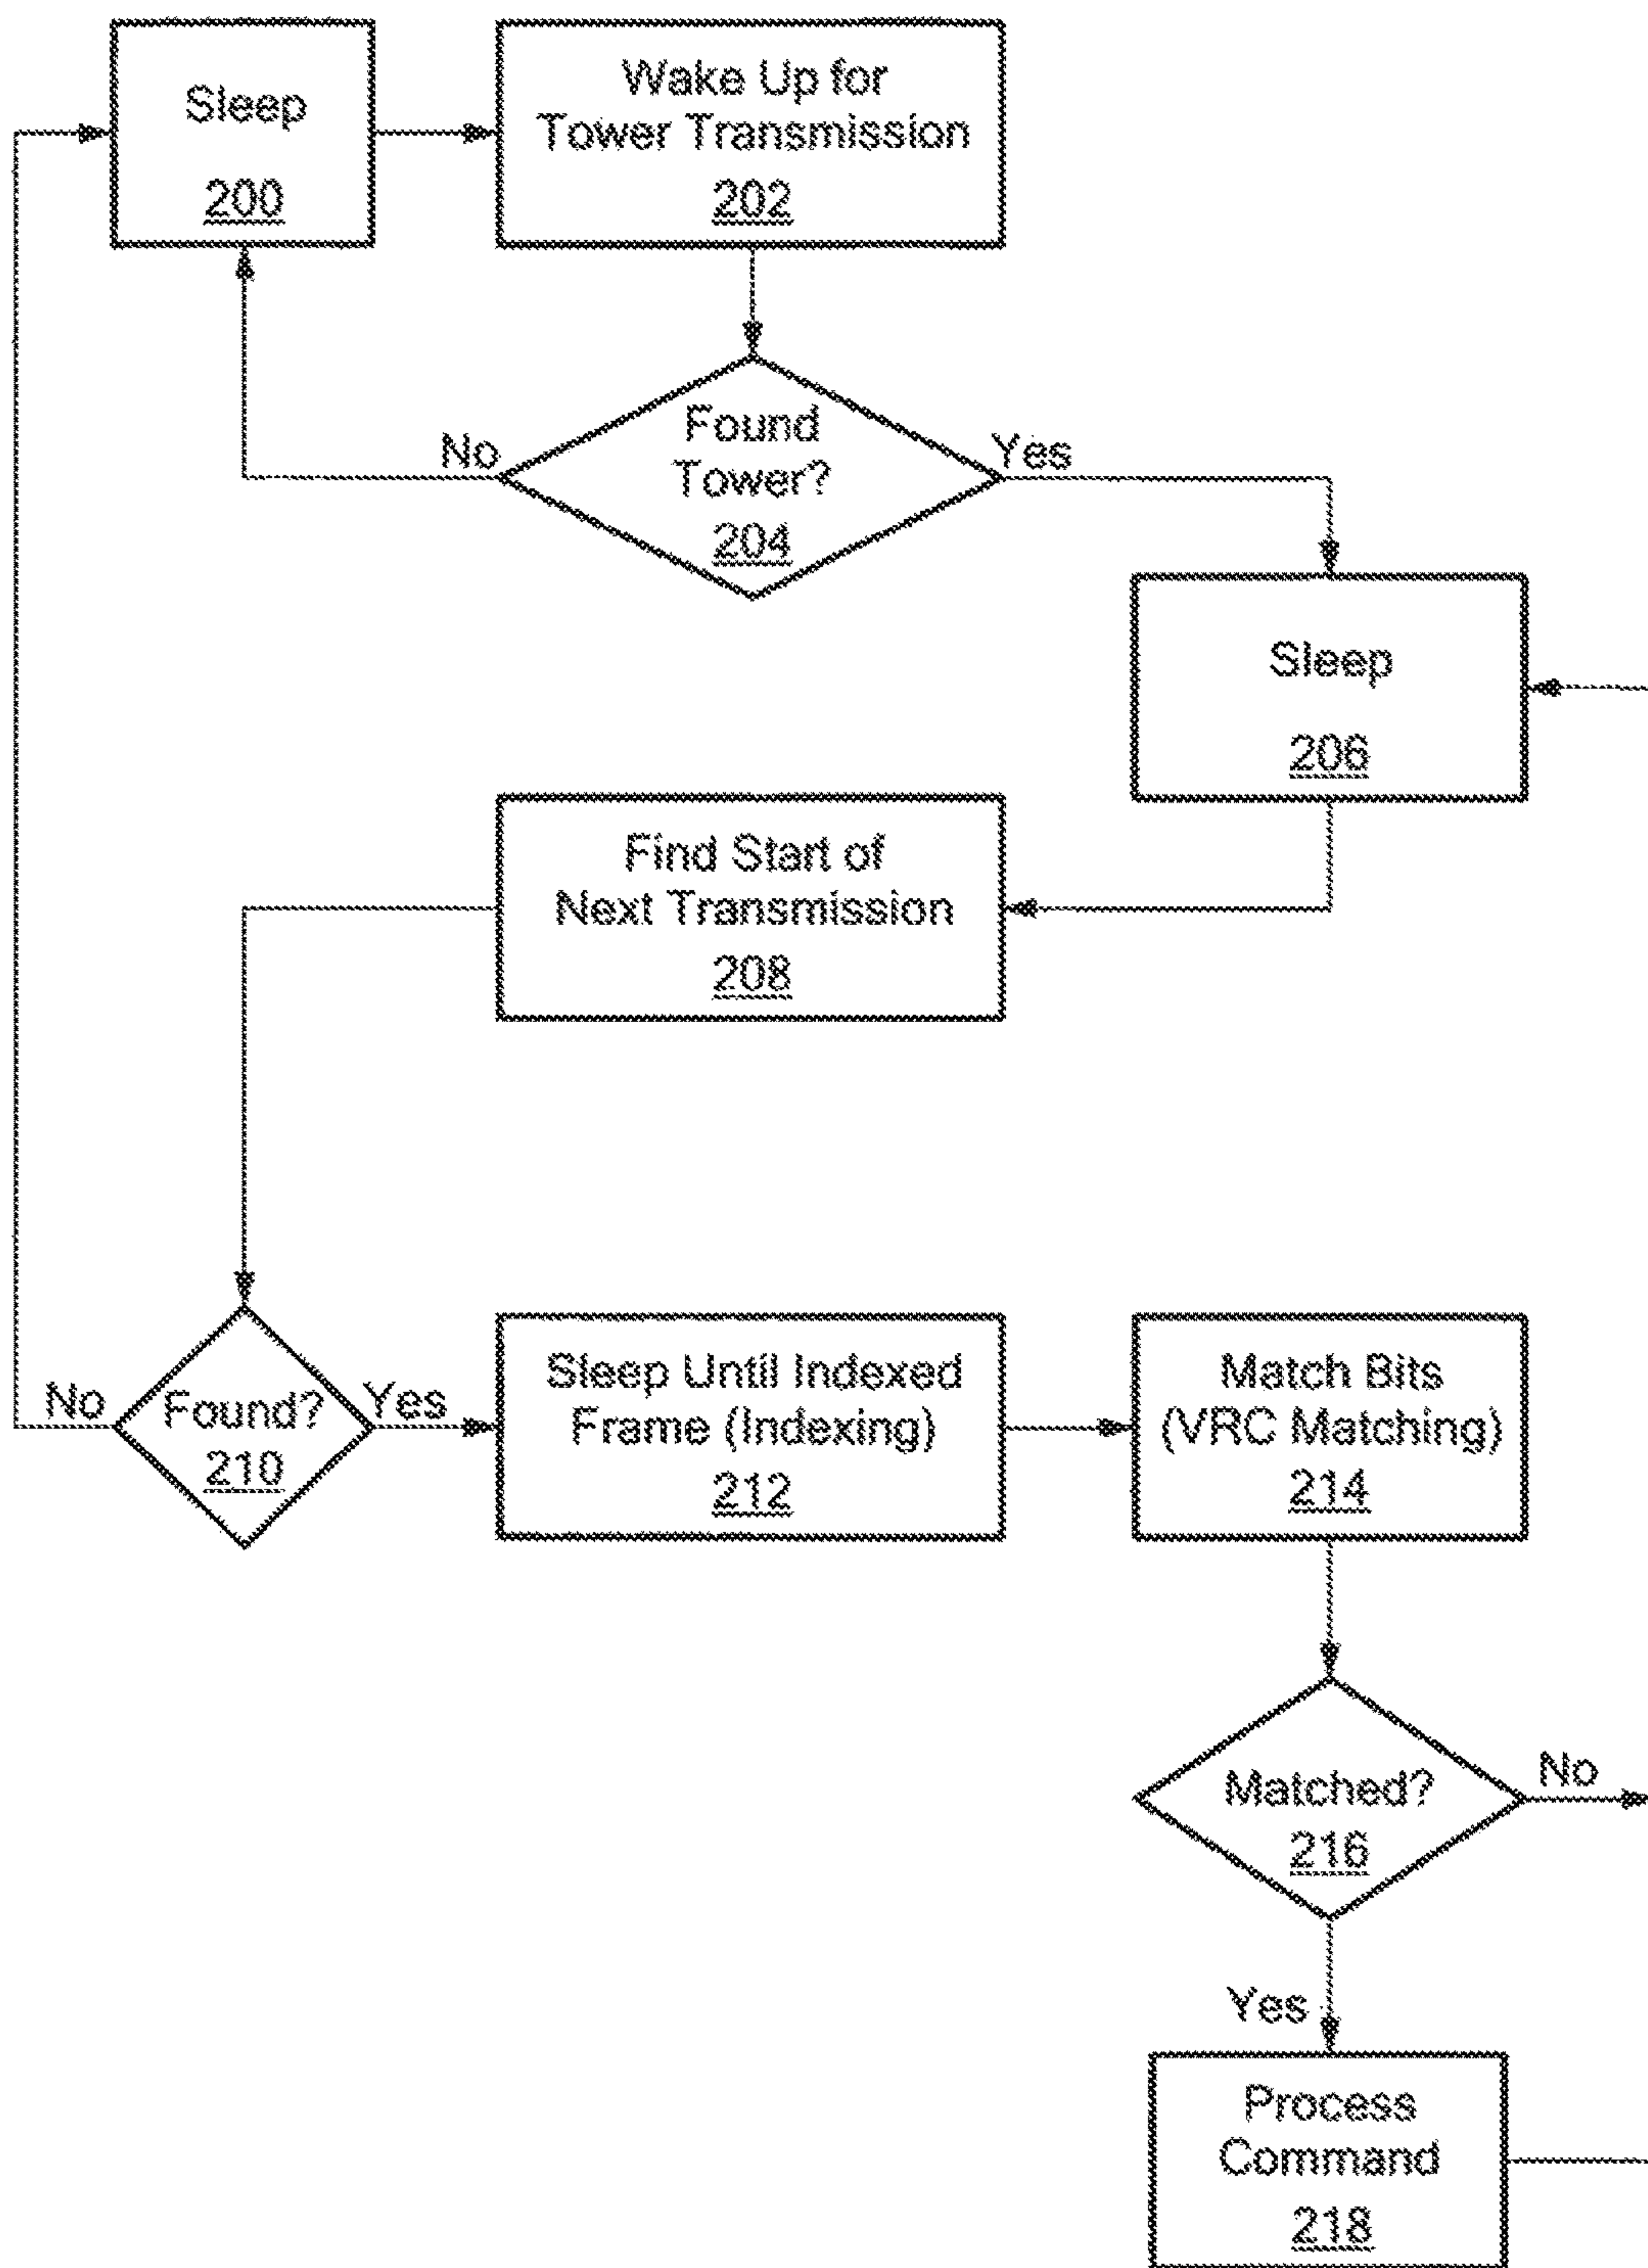 Sleep
200
Wake Up for
Tower Transmission
202
Found
Tower?
204
No
Yes
Sleep
206
Find Start of
Next Transmission
208
Found?
210
No
Yes
Sleep Until Indexed
Frame (Indexing)
212
Match Bits
(VRC Matching)
214
Matched?
216
No
Yes
Process
Command
218